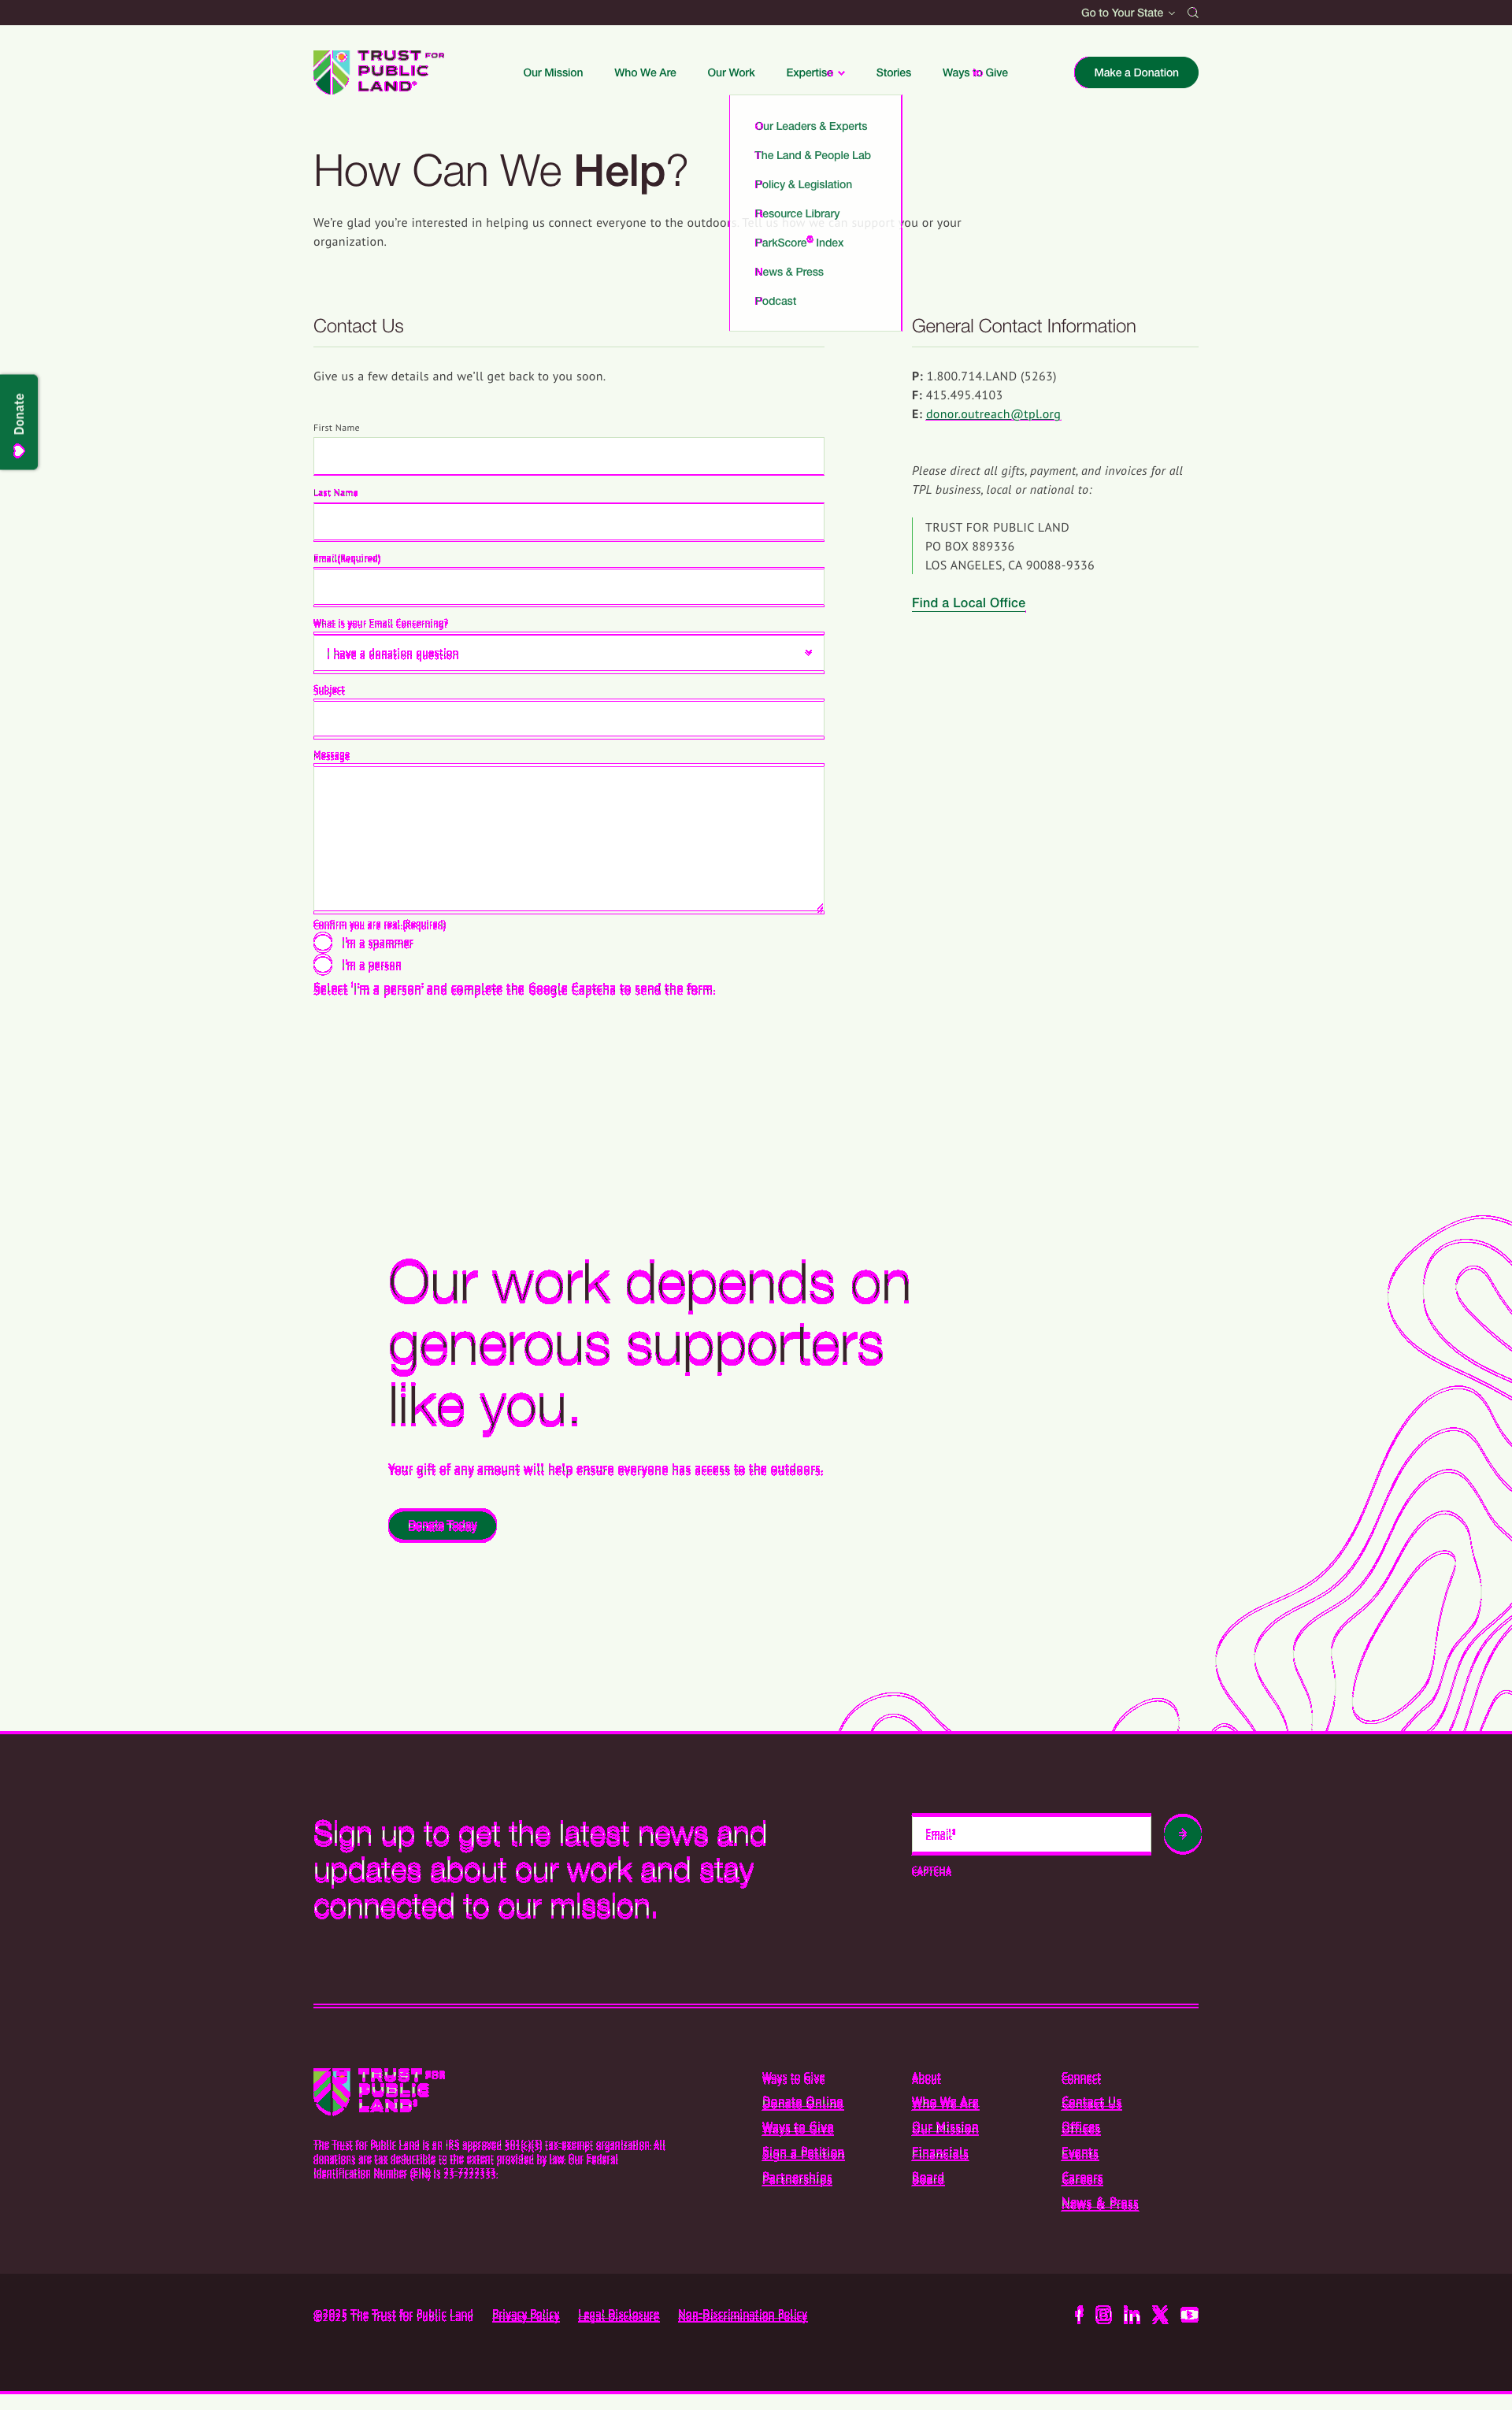 Go to Your State
TRUST FOR
PUBLIC
LAND®
Our Mission
Who We Are
Our Work
Expertise
Stories
Ways to Give
Make a Donation
Our Leaders & Experts
The Land & People Lab
Policy & Legislation
Resource Library
ParkScore® Index
News & Press
Podcast
How Can We Help?
We’re glad you’re interested in helping us connect everyone to the outdoors. Tell us how we can support you or your
organization.
Contact Us
Give us a few details and we’ll get back to you soon.
First Name
Last Name
Email(Required)
What is your Email Concerning?
I have a donation question
Subject
Message
Confirm you are real:(Required)
I'm a spammer
I'm a person
Select 'I'm a person' and complete the Google Captcha to send the form.
General Contact Information
P: 1.800.714.LAND (5263)
F: 415.495.4103
E: donor.outreach@tpl.org
Please direct all gifts, payment, and invoices for all
TPL business, local or national to:
TRUST FOR PUBLIC LAND
PO BOX 889336
LOS ANGELES, CA 90088-9336
Find a Local Office
Donate
Our work depends on
generous supporters
like you.
Your gift of any amount will help ensure everyone has access to the outdoors.
Donate Today
Sign up to get the latest news and
updates about our work and stay
connected to our mission.
Email*
CAPTCHA
TRUST FOR
PUBLIC
LAND®
The Trust for Public Land is an IRS approved 501(c)(3) tax-exempt organization. All
donations are tax deductible to the extent provided by law. Our Federal
Identification Number (EIN) is 23-7222333.
Ways to Give
Donate Online
Ways to Give
Sign a Petition
Partnerships
About
Who We Are
Our Mission
Financials
Board
Connect
Contact Us
Offices
Events
Careers
News & Press
©2025 The Trust for Public Land
Privacy Policy
Legal Disclosure
Non-Discrimination Policy